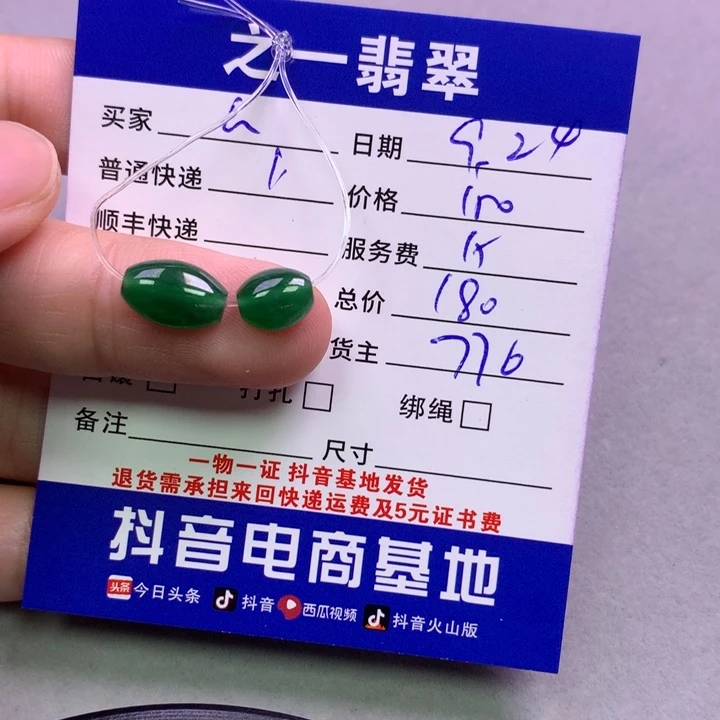 之一翡翠
买家 日期 9.24
普通快递 价格 150
顺丰快递 服务费 15
总价 180
货主 776
打孔 绑绳
备注 尺寸
一物一证 抖音基地发货
退货需承担来回快递运费及5元证书费
抖音电商基地
头条 今日头条 抖音 西瓜视频 抖音火山版